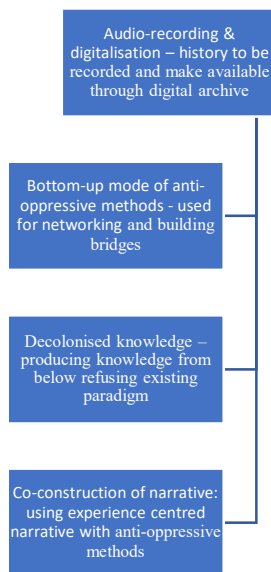 Audio-recording &
digitalisation – history to be
recorded and make available
through digital archive
Bottom-up mode of anti-
oppressive methods - used
for networking and building
bridges
Decolonised knowledge –
producing knowledge from
below refusing existing
paradigm
Co-construction of narrative:
using experience centred
narrative with anti-oppressive
methods